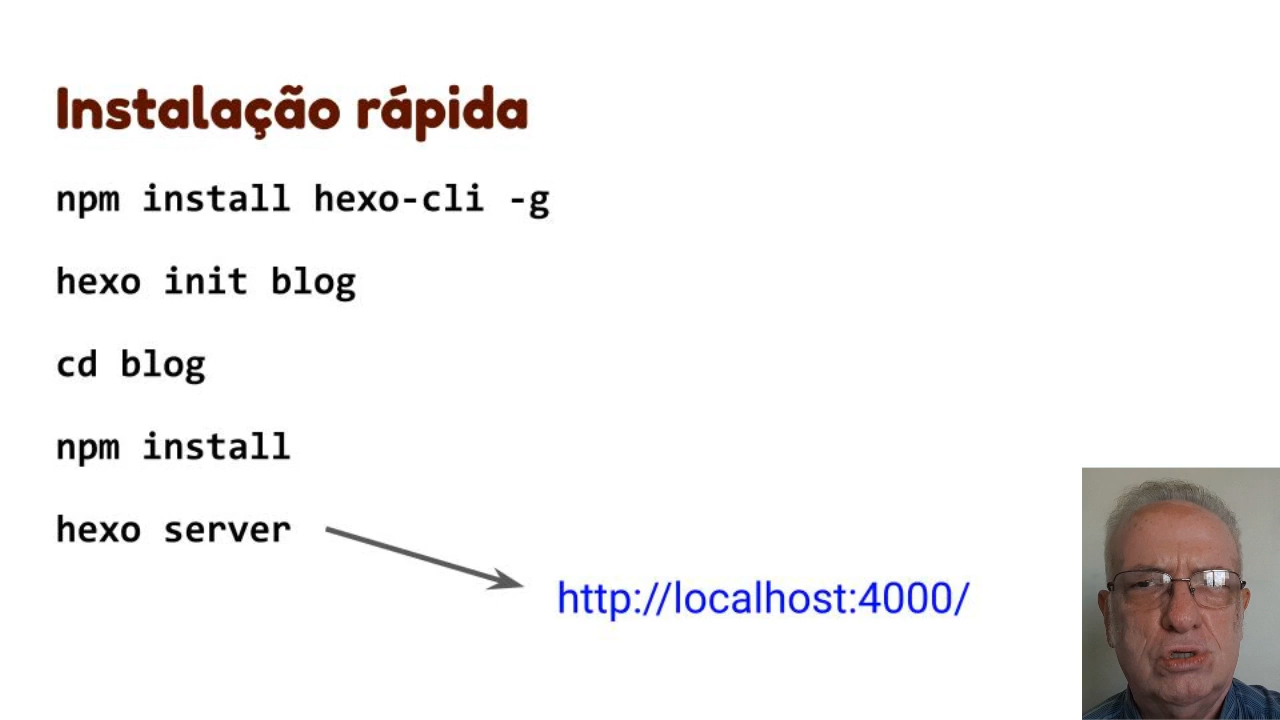 Instalação rápida
npm install hexo-cli -g
hexo init blog
cd blog
npm install
hexo server
http://localhost:4000/